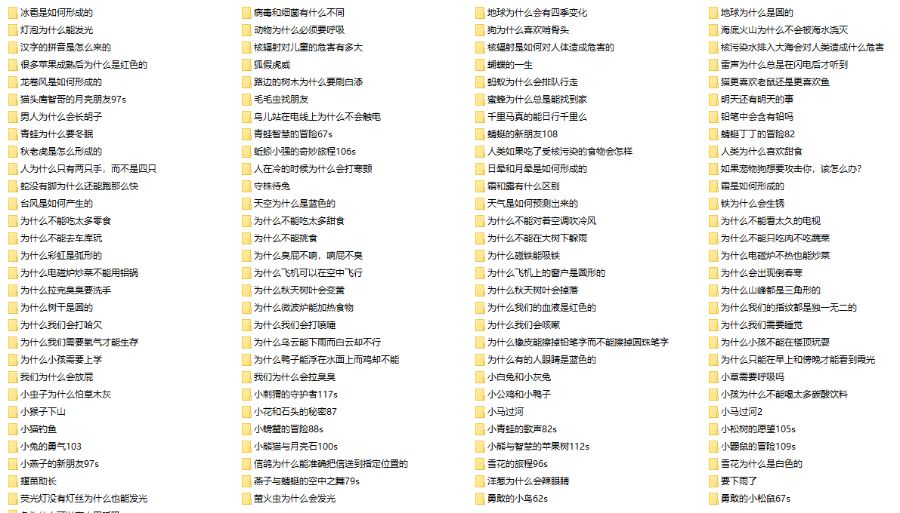 冰雹是如何形成的
病毒和细菌有什么不同
地球为什么会有四季变化
地球为什么是圆的
灯泡为什么能发光
动物为什么必须要呼吸
狗为什么喜欢啃骨头
海底火山为什么不会被海水浇灭
汉字的拼音是怎么来的
核辐射对儿童的危害有多大
核辐射是如何对人体造成危害的
核污染水排入大海会对人类造成什么危害
很多苹果成熟后为什么是红色的
狐假虎威
蝴蝶的一生
雷声为什么总是在闪电后才听到
龙卷风是如何形成的
路边的树木为什么要刷白漆
蚂蚁为什么会排队行走
猫更喜欢老鼠还是更喜欢鱼
猫头鹰智哥的月亮朋友97s
毛毛虫找朋友
蜜蜂为什么总是能找到家
明天还有明天的事
男人为什么会长胡子
鸟儿站在电线上为什么不会触电
千里马真的能日行千里么
铅笔中会含有铅吗
青蛙为什么要冬眠
青蛙智慧的冒险67s
蜻蜓的新朋友108
蜻蜓丁丁的冒险82
秋老虎是怎么形成的
蚯蚓小强的奇妙旅程106s
人类如果吃了受核污染的食物会怎样
人类为什么喜欢甜食
人为什么只有两只手，而不是四只
人在冷的时候为什么会打寒颤
日晕和月晕是如何形成的
如果宠物狗想要攻击你，该怎么办？
蛇没有脚为什么还能跑那么快
守株待兔
霜和露有什么区别
霜是如何形成的
台风是如何产生的
天空为什么是蓝色的
天气是如何预测出来的
铁为什么会生锈
为什么不能吃太多零食
为什么不能吃太多甜食
为什么不能对着空调吹冷风
为什么不能看太久的电视
为什么不能去车库玩
为什么不能挑食
为什么不能在大树下躲雨
为什么不能只吃肉不吃蔬菜
为什么彩虹是弧形的
为什么臭屁不响，响屁不臭
为什么磁铁能吸铁
为什么电磁炉不热也能炒菜
为什么电磁炉炒菜不能用铝锅
为什么飞机可以在空中飞行
为什么飞机上的窗户是圆形的
为什么会出现倒春寒
为什么拉完臭臭要洗手
为什么秋天树叶会变黄
为什么秋天树叶会掉落
为什么山峰都是三角形的
为什么树干是圆的
为什么微波炉能加热食物
为什么我们的血液是红色的
为什么我们的指纹都是独一无二的
为什么我们会打哈欠
为什么我们会打喷嚏
为什么我们会咳嗽
为什么我们需要睡觉
为什么我们需要氧气才能生存
为什么乌云能下雨而白云却不行
为什么橡皮能擦掉铅笔字而不能擦掉圆珠笔字
为什么小孩不能在楼顶玩耍
为什么小孩需要上学
为什么鸭子能浮在水面上而鸡却不能
为什么有的人眼睛是蓝色的
为什么只能在早上和傍晚才能看到霞光
我们为什么会放屁
我们为什么会拉臭臭
小白兔和小灰兔
小草需要呼吸吗
小虫子为什么怕草木灰
小刺猬的守护者117s
小公鸡和小鸭子
小孩为什么不能喝太多碳酸饮料
小猴子下山
小花和石头的秘密87
小马过河
小马过河2
小猫钓鱼
小螃蟹的冒险88s
小青蛙的歌声82s
小松树的愿望105s
小兔的勇气103
小熊猫与月亮石100s
小熊与智慧的苹果树112s
小鼹鼠的冒险109s
小燕子的新朋友97s
信鸽为什么能准确把信送到指定位置的
雪花的旅程96s
雪花为什么是白色的
揠苗助长
燕子与蜻蜓的空中之舞79s
洋葱为什么会辣眼睛
要下雨了
荧光灯没有灯丝为什么也能发光
萤火虫为什么会发光
勇敢的小鸟62s
勇敢的小松鼠67s